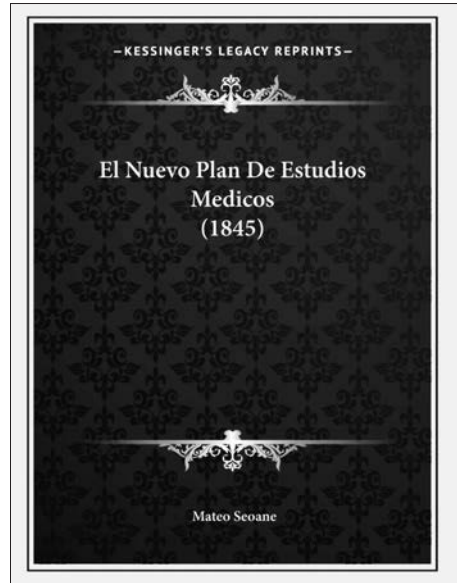 –KESSINGER'S LEGACY REPRINTS–
El Nuevo Plan De Estudios
Medicos
(1845)
Mateo Seoane